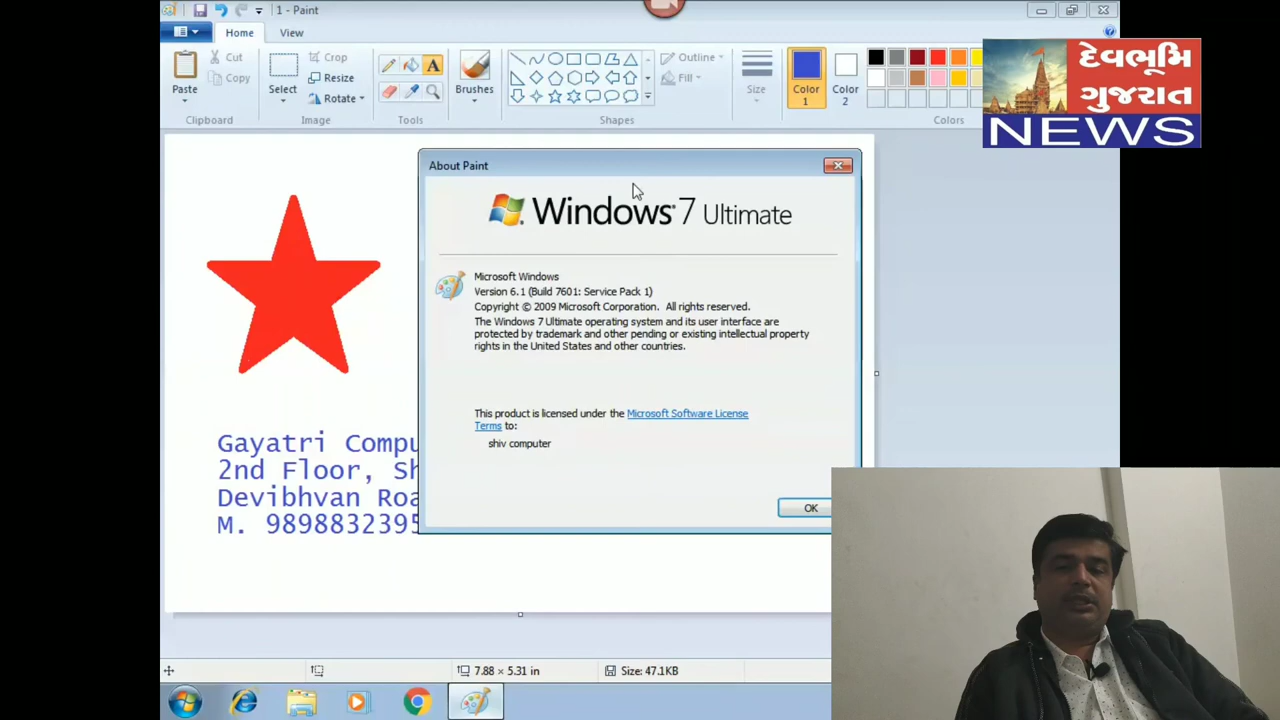 1 - Paint
Home
View
Paste
Cut
Copy
Clipboard
Select
Crop
Resize
Rotate
Image
Tools
Brushes
Shapes
Outline
Fill
Size
Color
1
Color
2
Colors
દેવભૂમિ
ગુજરાત
NEWS
About Paint
Windows 7 Ultimate
Microsoft Windows
Version 6.1 (Build 7601: Service Pack 1)
Copyright © 2009 Microsoft Corporation. All rights reserved.
The Windows 7 Ultimate operating system and its user interface are
protected by trademark and other pending or existing intellectual property
rights in the United States and other countries.
This product is licensed under the Microsoft Software License
Terms to:
shiv computer
OK
Gayatri Compu
2nd Floor, Sh
Devibhvan Roa
M. 9898832395
7.88 × 5.31 in
Size: 47.1KB